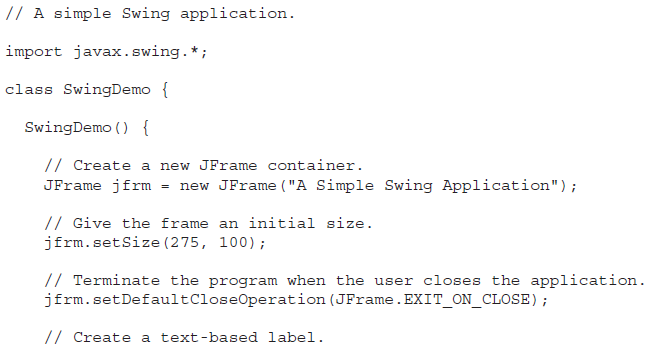 // A simple Swing application.
import javax.swing.*;
class SwingDemo {
SwingDemo() {
// Create a new JFrame container.
JFrame jfrm = new JFrame("A Simple Swing Application");
// Give the frame an initial size.
jfrm.setSize(275, 100);
// Terminate the program when the user closes the application.
jfrm.setDefaultCloseOperation(JFrame.EXIT_ON_CLOSE);
// Create a text-based label.